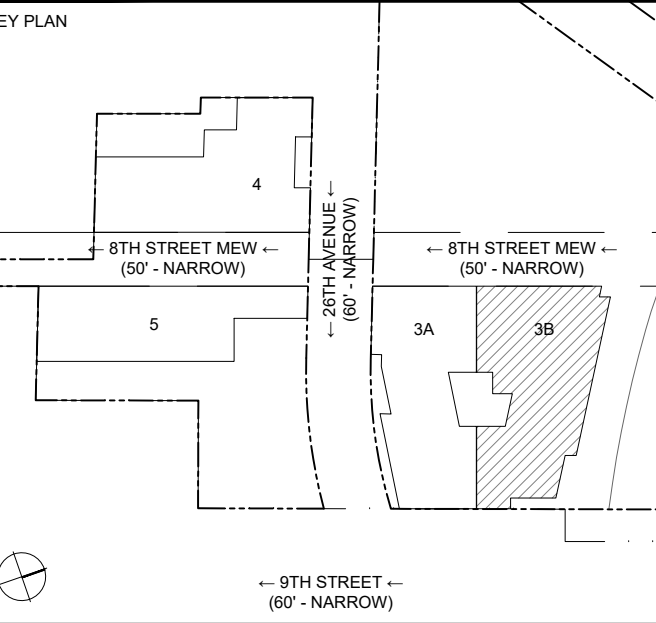 EY PLAN
4
← 8TH STREET MEW ←
(50' - NARROW)
← 26TH AVENUE →
(60' - NARROW)
← 8TH STREET MEW ←
(50' - NARROW)
5
3A
3B
← 9TH STREET ←
(60' - NARROW)